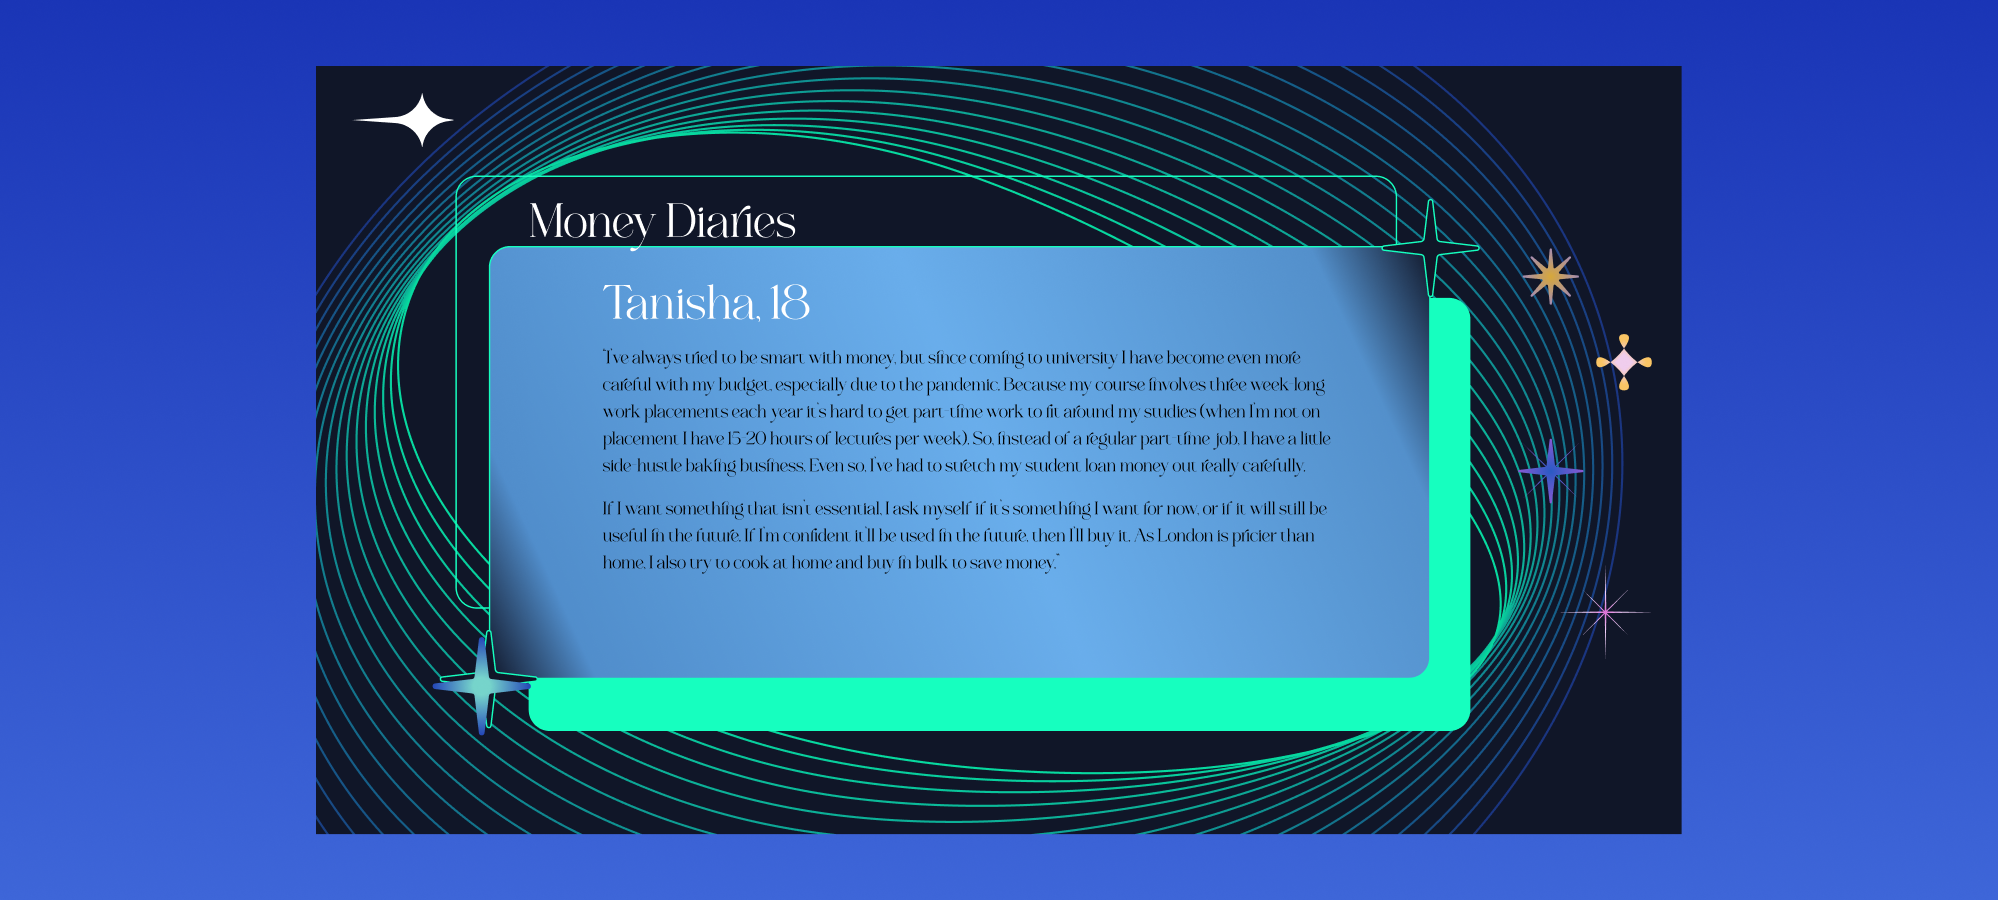 Money Diaries
Tanisha, 18
"I've always tried to be smart with money, but since coming to university I have become even more
careful with my budget, especially due to the pandemic. Because my course involves three week-long
work placements each year it's hard to get part-time work to fit around my studies (when I'm not on
placement I have 15-20 hours of lectures per week). So, instead of a regular part-time job, I have a little
side-hustle baking business. Even so, I've had to stretch my student loan money out really carefully.
If I want something that isn't essential, I ask myself if it's something I want for now, or if it will still be
useful in the future. If I'm confident it'll be used in the future, then I'll buy it. As London is pricier than
home, I also try to cook at home and buy in bulk to save money."